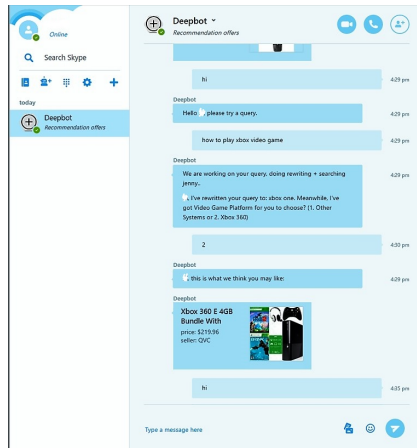 Online
Search Skype
today
Deepbot
Recommendation offers
Deepbot
Recommendation offers
hi
4:29 pm
Deepbot
Hello , please try a query.
4:29 pm
how to play xbox video game
4:29 pm
Deepbot
We are working on your query. doing rewriting + searching
jenny..
4:29 pm
, I've rewritten your query to: xbox one. Meanwhile, I've
got Video Game Platform for you to choose? (1. Other
Systems or 2. Xbox 360)
2
4:30 pm
Deepbot
, this is what we think you may like:
4:29 pm
Deepbot
Xbox 360 E 4GB
Bundle With
price: $219.96
seller: QVC
hi
4:35 pm
Type a message here